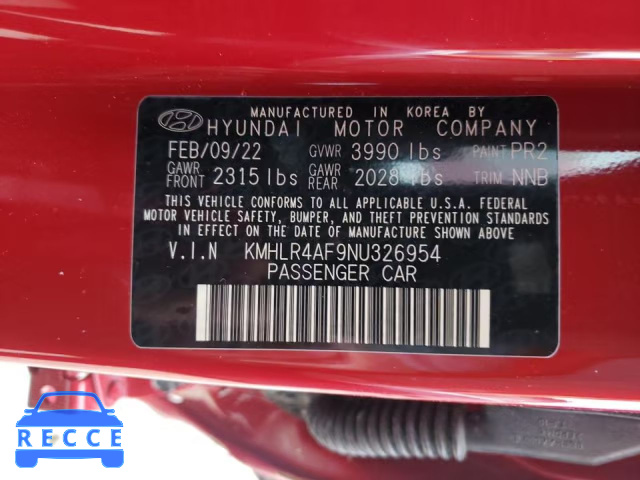 MANUFACTURED IN KOREA BY
HYUNDAI MOTOR COMPANY
FEB/09/22 GVWR 3990 lbs PAINT PR2
GAWR FRONT 2315 lbs GAWR REAR 2028 lbs TRIM NNB
THIS VEHICLE CONFORMS TO ALL APPLICABLE U.S.A. FEDERAL
MOTOR VEHICLE SAFETY, BUMPER, AND THEFT PREVENTION
STANDARDS IN EFFECT ON THE DATE OF MANUFACTURE SHOWN ABOVE.
V.I.N KMHLR4AF9NU326954
PASSENGER CAR
RECCE